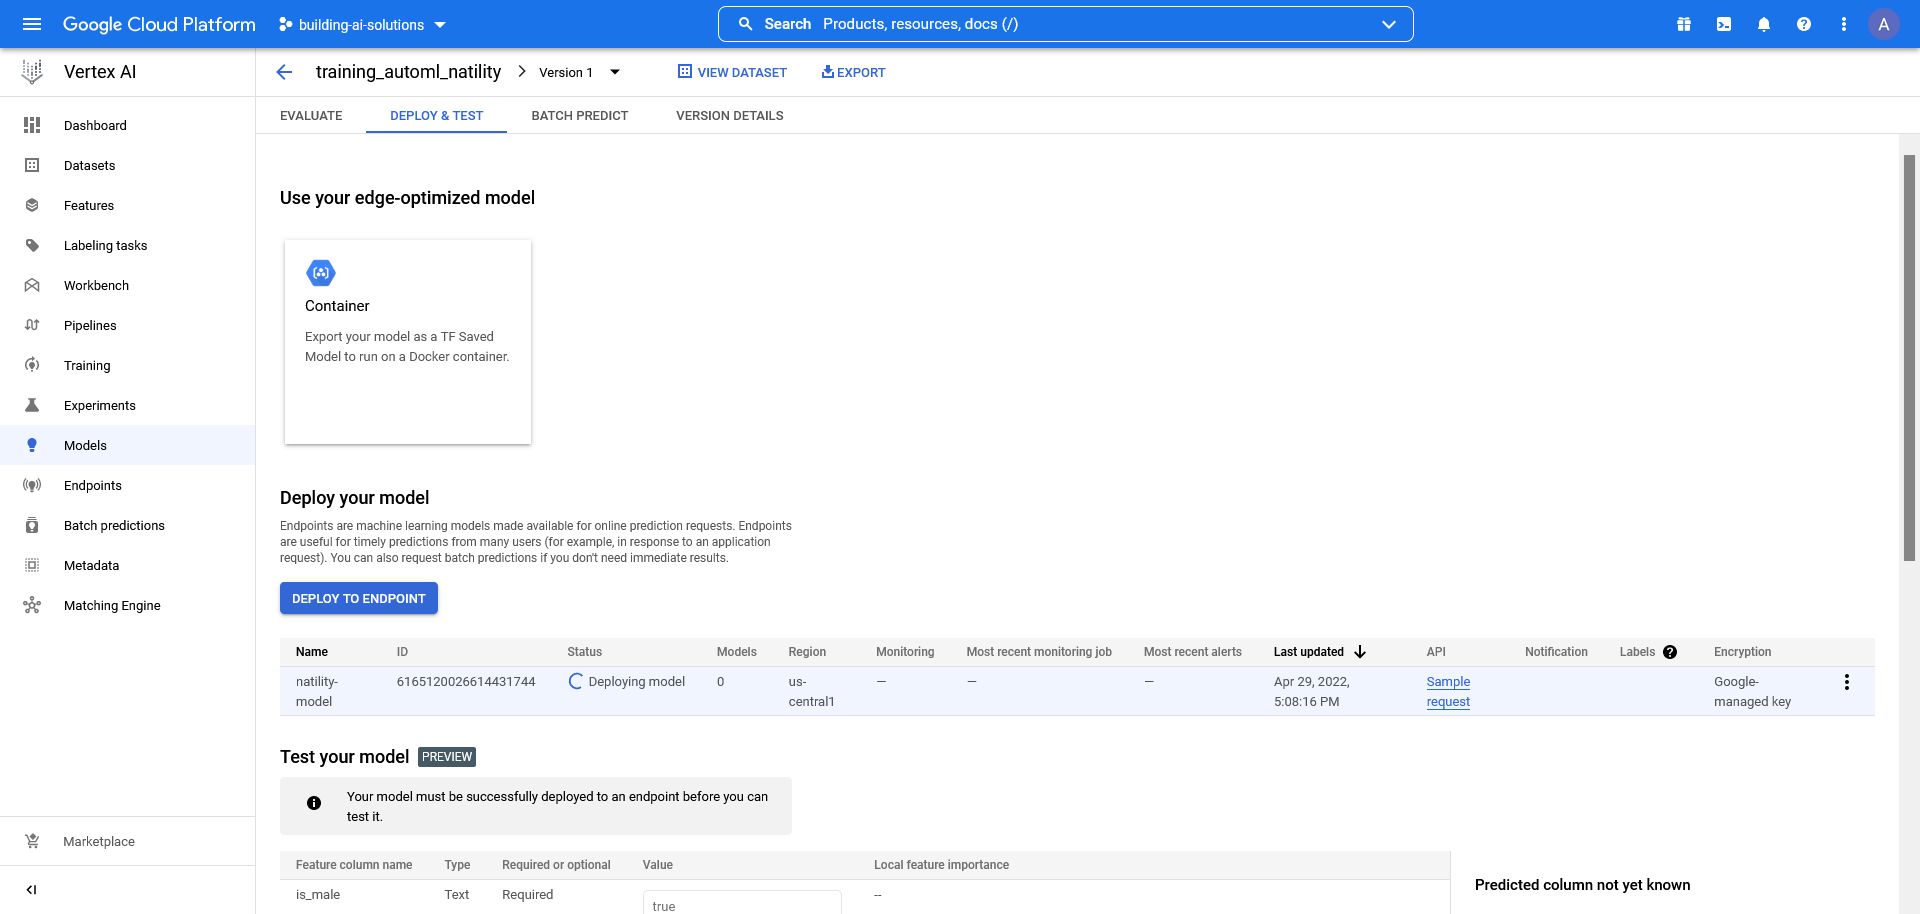 Google Cloud Platform
building-ai-solutions
Search Products, resources, docs (/)
A
Vertex AI
training_automl_natility
Version 1
VIEW DATASET
EXPORT
EVALUATE
DEPLOY & TEST
BATCH PREDICT
VERSION DETAILS
Dashboard
Datasets
Features
Labeling tasks
Workbench
Pipelines
Training
Experiments
Models
Endpoints
Batch predictions
Metadata
Matching Engine
Marketplace
Use your edge-optimized model
Container
Export your model as a TF Saved
Model to run on a Docker container.
Deploy your model
Endpoints are machine learning models made available for online prediction requests. Endpoints
are useful for timely predictions from many users (for example, in response to an application
request). You can also request batch predictions if you don't need immediate results.
DEPLOY TO ENDPOINT
Name ID Status Models Region Monitoring Most recent monitoring job Most recent alerts Last updated API Notification Labels Encryption
natility- 6165120026614431744 Deploying model 0 us- — — — Apr 29, 2022, Sample Google-
model central1 5:08:16 PM request managed key
Test your model PREVIEW
Your model must be successfully deployed to an endpoint before you can
test it.
Feature column name Type Required or optional Value Local feature importance
is_male Text Required true --
Predicted column not yet known